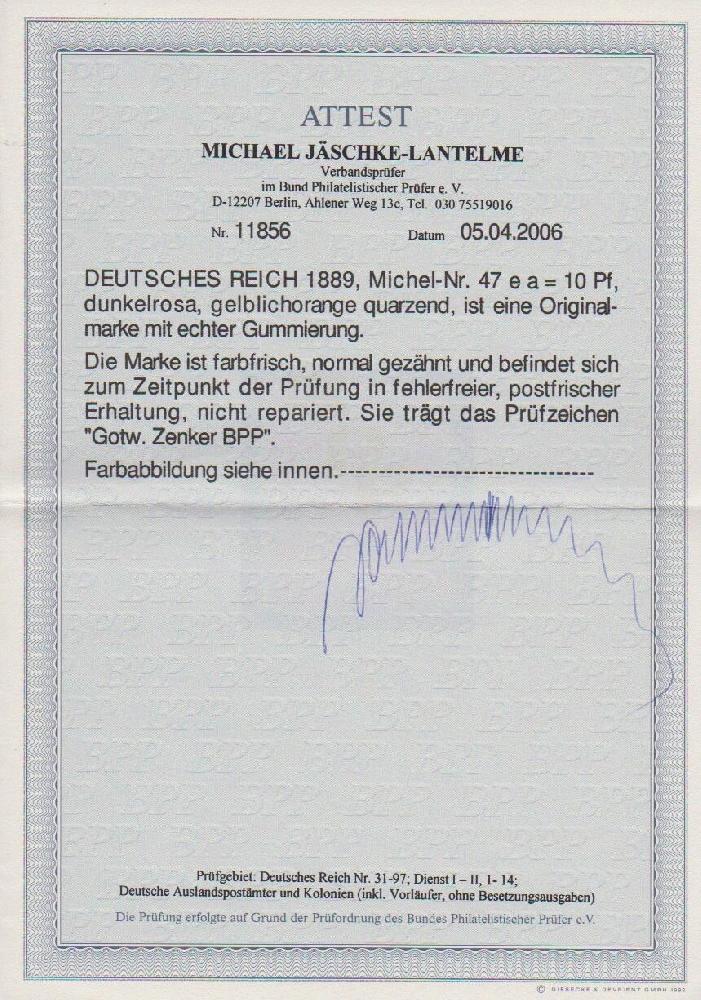 ATTEST
MICHAEL JÄSCHKE-LANTELME
Verbandsprüfer
im Bund Philatelistischer Prüfer e. V.
D-12207 Berlin, Ahlener Weg 13c, Tel. 030 75519016
Nr. 11856 Datum 05.04.2006
DEUTSCHES REICH 1889, Michel-Nr. 47 e a = 10 Pf,
dunkelrosa, gelblichorange quarzend, ist eine Original-
marke mit echter Gummierung.
Die Marke ist farbfrisch, normal gezähnt und befindet sich
zum Zeitpunkt der Prüfung in fehlerfreier, postfrischer
Erhaltung, nicht repariert. Sie trägt das Prüfzeichen
"Gotw. Zenker BPP".
Farbabbildung siehe innen.----------------------------------
Prüfgebiet: Deutsches Reich Nr. 31-97; Dienst I – II, 1- 14;
Deutsche Auslandspostämter und Kolonien (inkl. Vorläufer, ohne Besetzungsausgaben)
Die Prüfung erfolgte auf Grund der Prüfordnung des Bundes Philatelistischer Prüfer e.V.
© GIESECKE & DEVRIENT GMBH